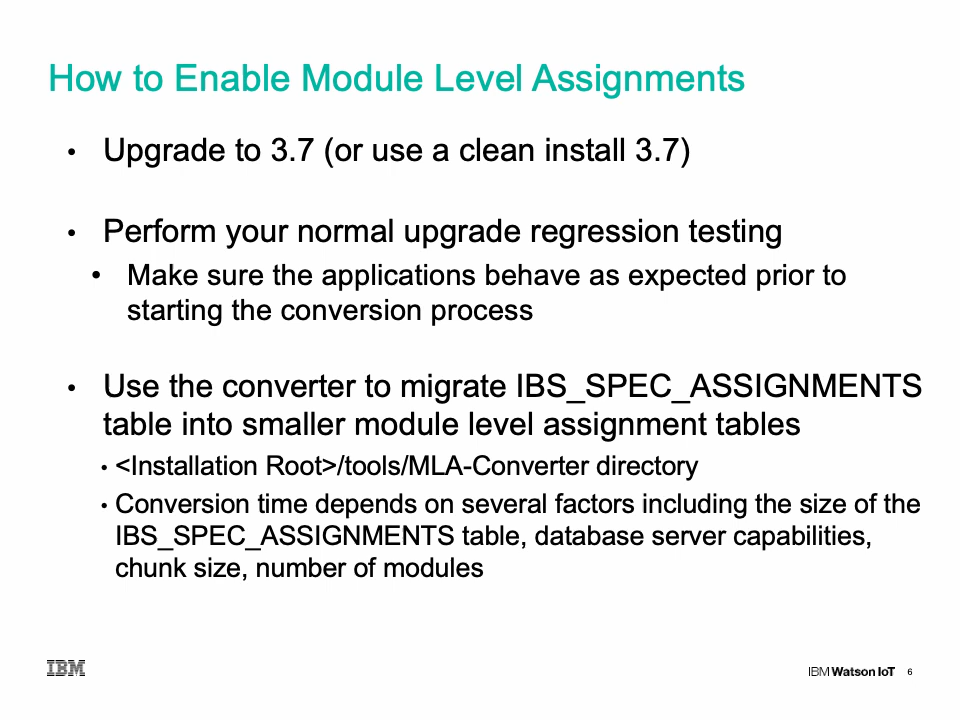 How to Enable Module Level Assignments
• Upgrade to 3.7 (or use a clean install 3.7)
• Perform your normal upgrade regression testing
• Make sure the applications behave as expected prior to
starting the conversion process
• Use the converter to migrate IBS_SPEC_ASSIGNMENTS
table into smaller module level assignment tables
• <Installation Root>/tools/MLA-Converter directory
• Conversion time depends on several factors including the size of the
IBS_SPEC_ASSIGNMENTS table, database server capabilities,
chunk size, number of modules
IBM
IBM Watson IoT 6